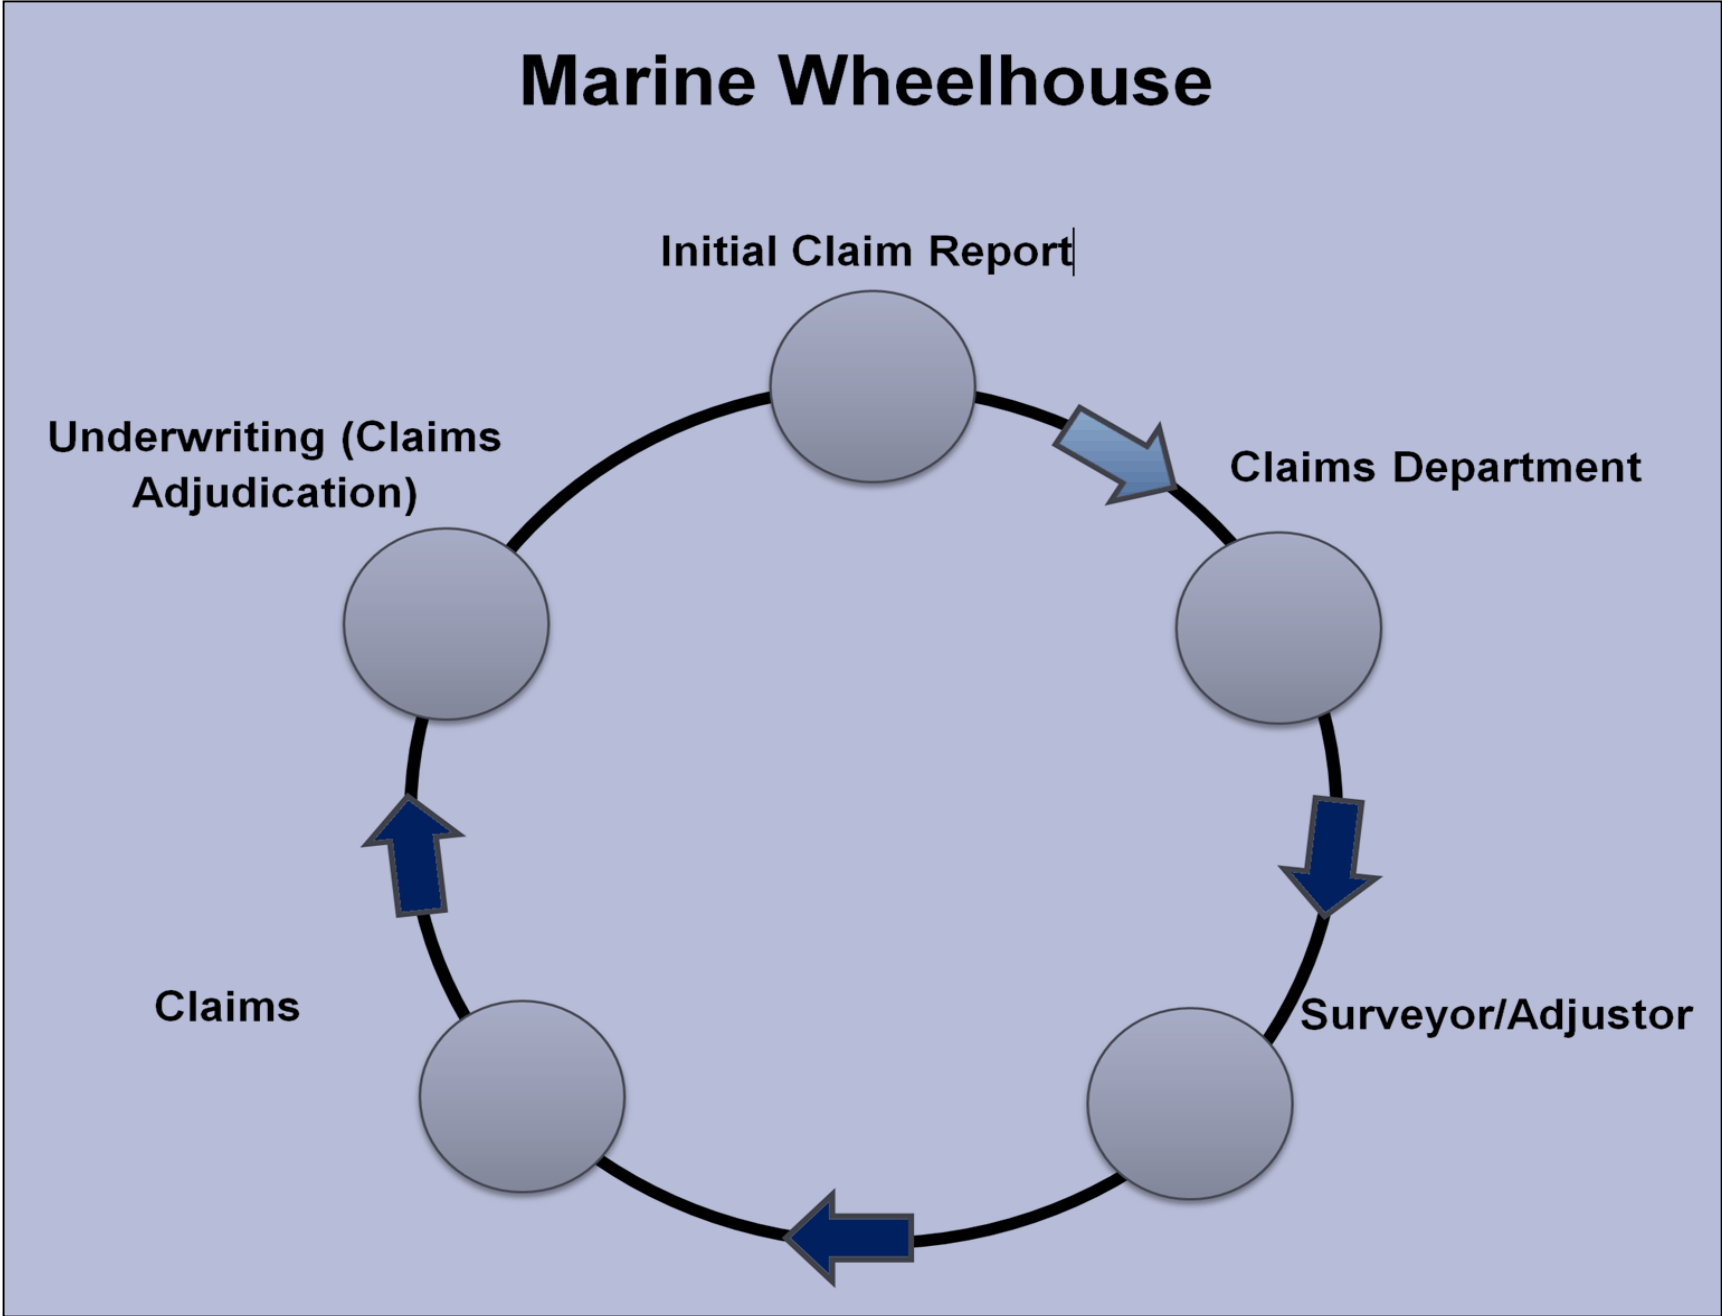 Marine Wheelhouse
Initial Claim Report
Underwriting (Claims
Adjudication)
Claims Department
Claims
Surveyor/Adjustor